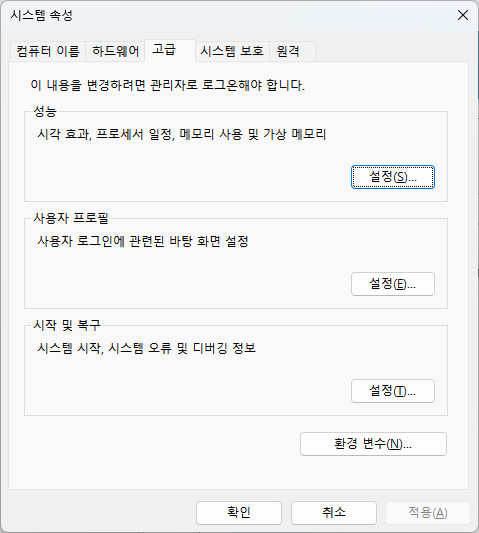 시스템 속성
컴퓨터 이름 하드웨어 고급 시스템 보호 원격
이 내용을 변경하려면 관리자로 로그온해야 합니다.
성능
시각 효과, 프로세서 일정, 메모리 사용 및 가상 메모리
설정(S)...
사용자 프로필
사용자 로그인에 관련된 바탕 화면 설정
설정(E)...
시작 및 복구
시스템 시작, 시스템 오류 및 디버깅 정보
설정(T)...
환경 변수(N)...
확인 취소 적용(A)